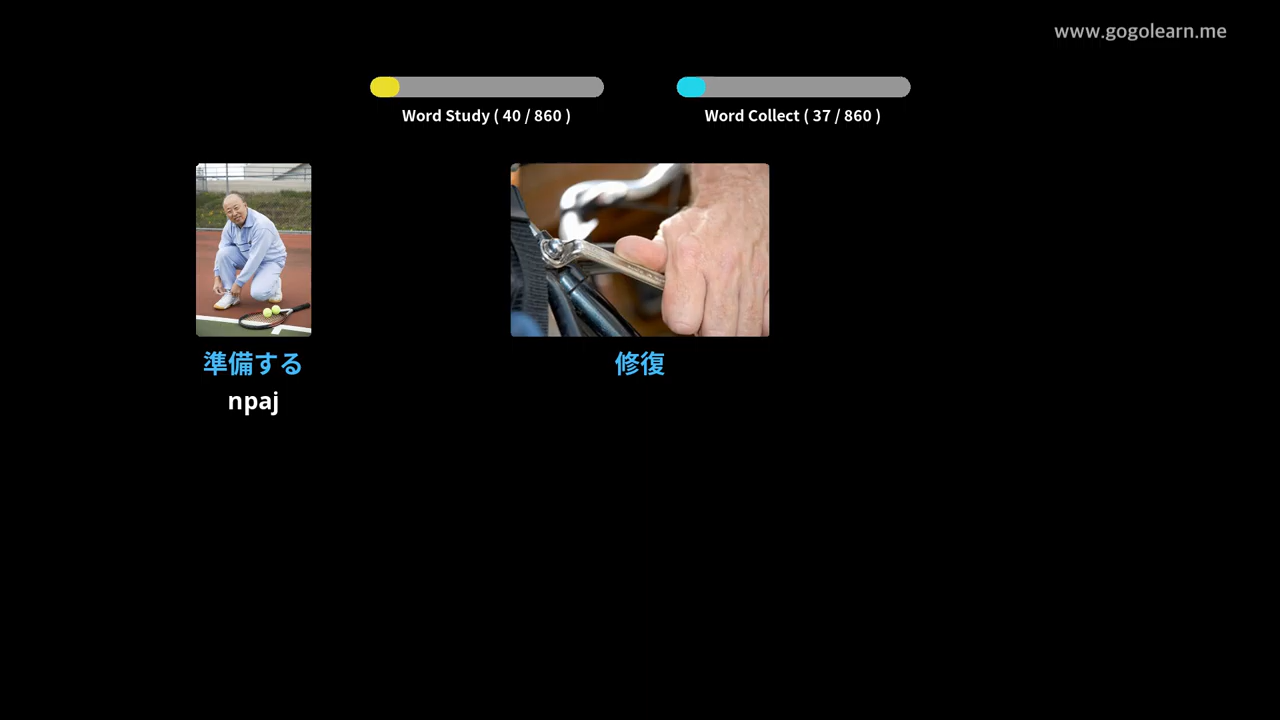 www.gogolearn.me
Word Study ( 40 / 860 )
Word Collect ( 37 / 860 )
準備する
npaj
修復